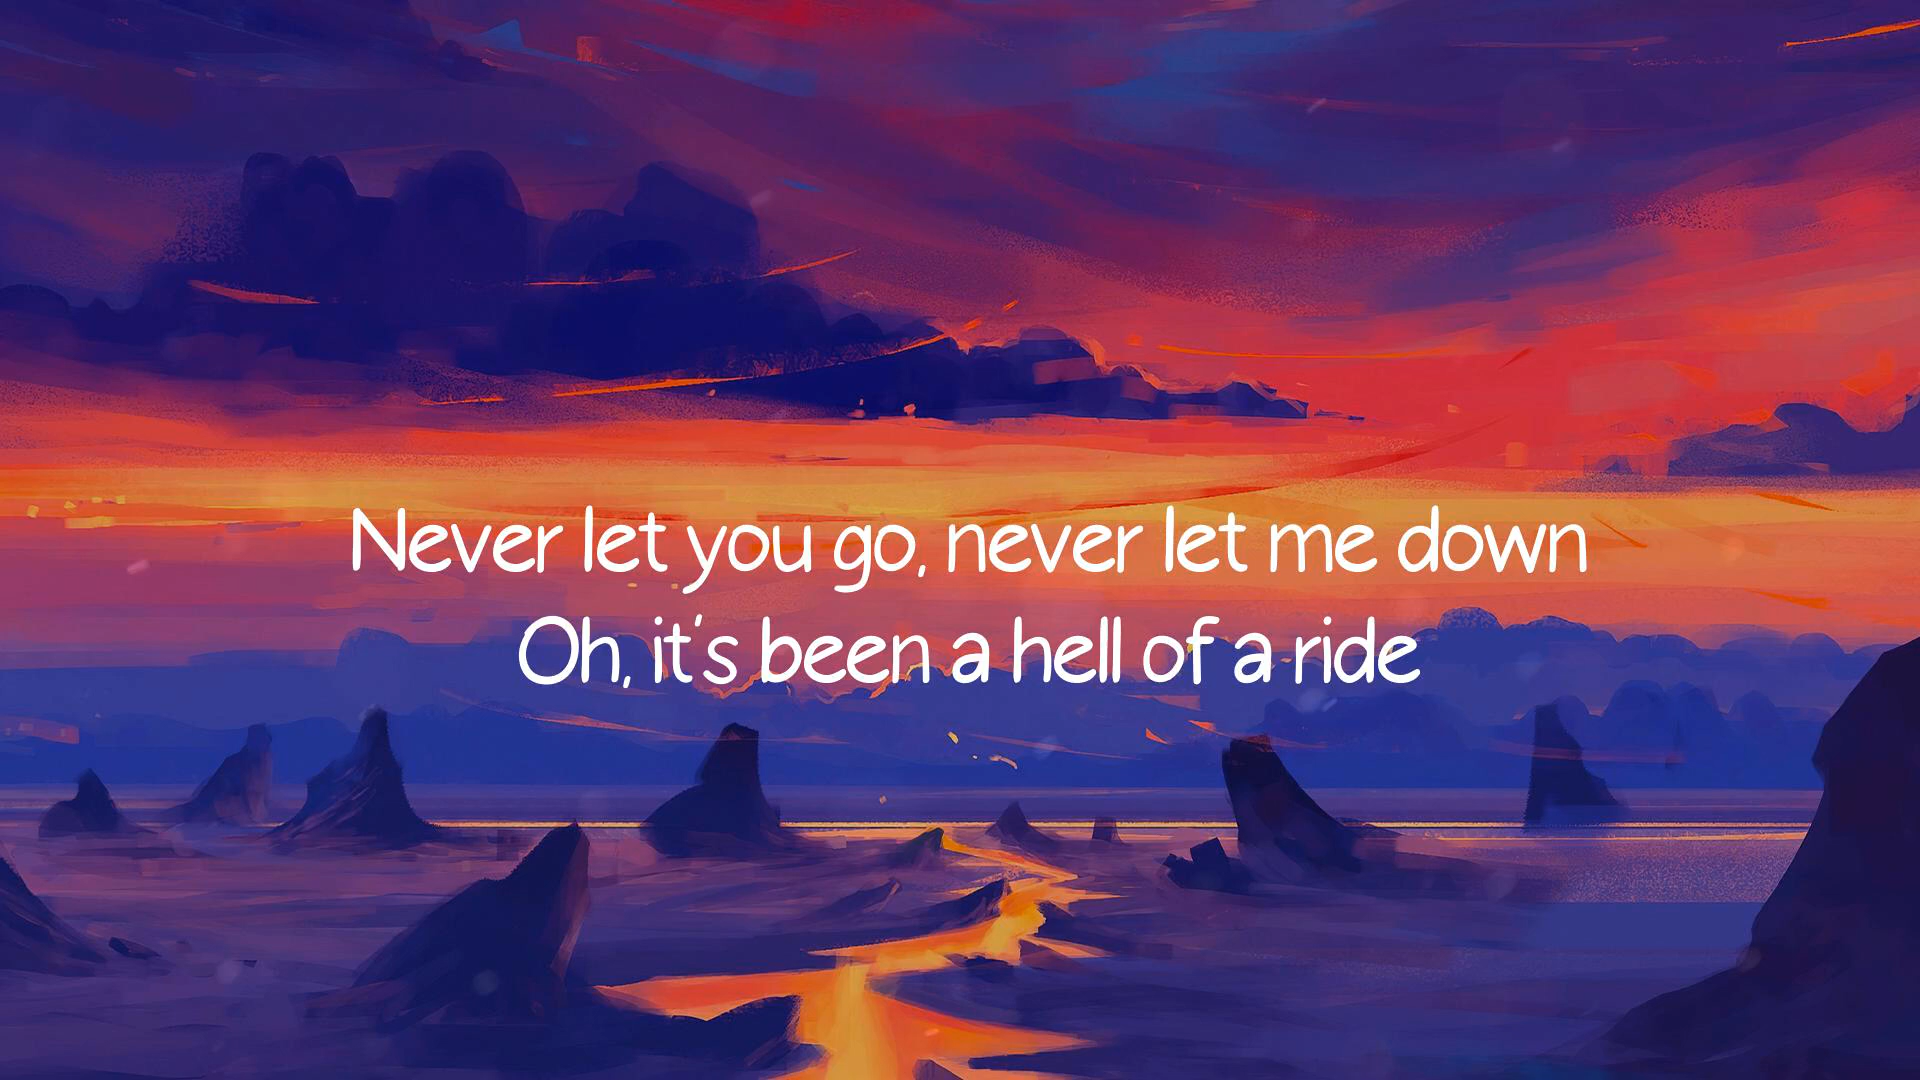 Never let you go, never let me down
Oh, it's been a hell of a ride